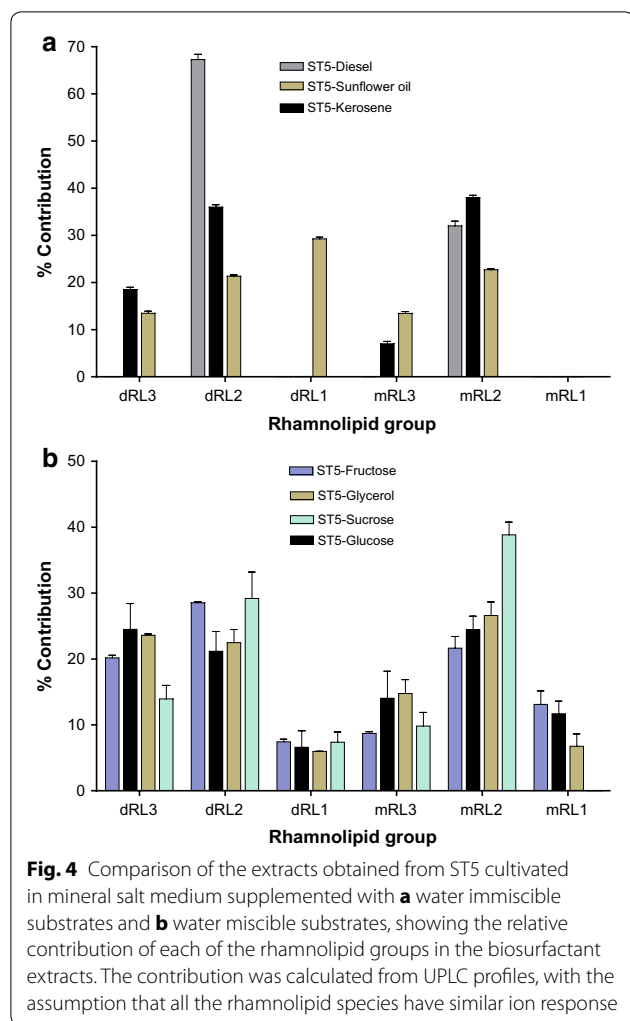 a
70
60
50
40
30
20
10
0
% Contribution
ST5-Diesel
ST5-Sunflower oil
ST5-Kerosene
dRL3 dRL2 dRL1 mRL3 mRL2 mRL1
Rhamnolipid group
b
50
40
30
20
10
0
% Contribution
ST5-Fructose
ST5-Glycerol
ST5-Sucrose
ST5-Glucose
dRL3 dRL2 dRL1 mRL3 mRL2 mRL1
Rhamnolipid group
Fig. 4 Comparison of the extracts obtained from ST5 cultivated
in mineral salt medium supplemented with a water immiscible
substrates and b water miscible substrates, showing the relative
contribution of each of the rhamnolipid groups in the biosurfactant
extracts. The contribution was calculated from UPLC profiles, with the
assumption that all the rhamnolipid species have similar ion response